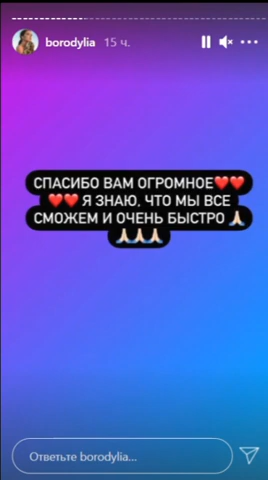 borodylia 15 ч.
СПАСИБО ВАМ ОГРОМНОЕ❤️❤️
❤️❤️ Я ЗНАЮ, ЧТО МЫ ВСЕ
СМОЖЕМ И ОЧЕНЬ БЫСТРО 🙏🏻
🙏🏻🙏🏻🙏🏻
Ответьте borodylia...